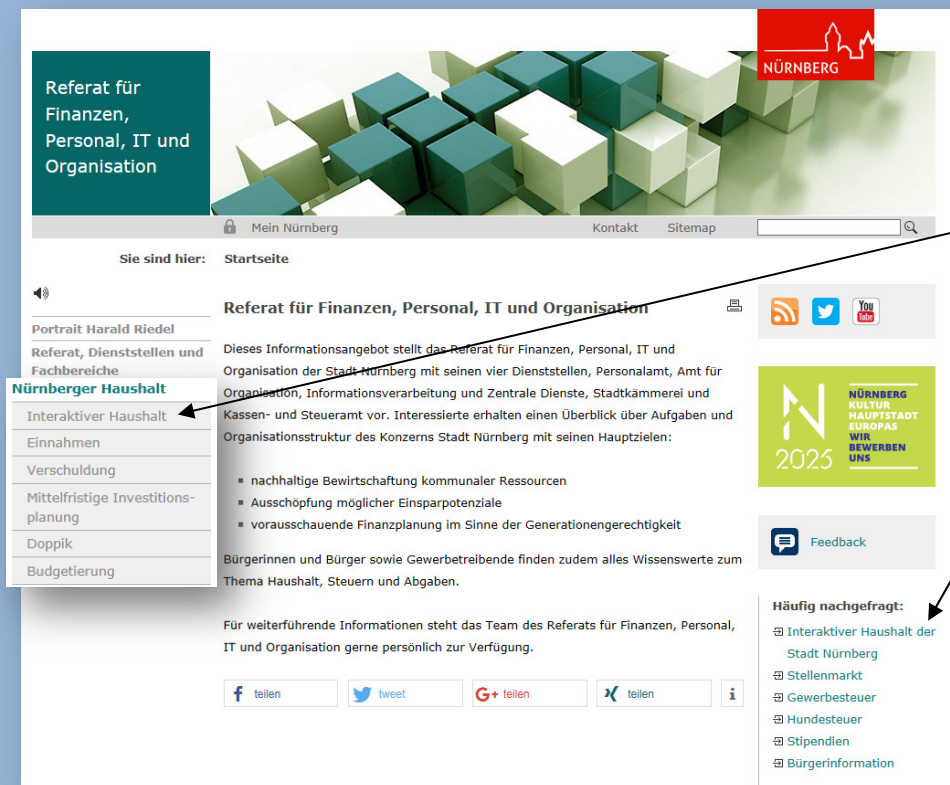 NÜRNBERG
Referat für
Finanzen,
Personal, IT und
Organisation
Mein Nürnberg
Kontakt
Sitemap
Sie sind hier:
Startseite
Portrait Harald Riedel
Referat, Dienststellen und
Fachbereiche
Nürnberger Haushalt
Interaktiver Haushalt
Einnahmen
Verschuldung
Mittelfristige Investitions-
planung
Doppik
Budgetierung
Referat für Finanzen, Personal, IT und Organisation
Dieses Informationsangebot stellt das Referat für Finanzen, Personal, IT und
Organisation der Stadt Nürnberg mit seinen vier Dienststellen, Personalamt, Amt für
Organisation, Informationsverarbeitung und Zentrale Dienste, Stadtkämmerei und
Kassen- und Steueramt vor. Interessierte erhalten einen Überblick über Aufgaben und
Organisationsstruktur des Konzerns Stadt Nürnberg mit seinen Hauptzielen:
nachhaltige Bewirtschaftung kommunaler Ressourcen
Ausschöpfung möglicher Einsparpotenziale
vorausschauende Finanzplanung im Sinne der Generationengerechtigkeit
Bürgerinnen und Bürger sowie Gewerbetreibende finden zudem alles Wissenswerte zum
Thema Haushalt, Steuern und Abgaben.
Für weiterführende Informationen steht das Team des Referats für Finanzen, Personal,
IT und Organisation gerne persönlich zur Verfügung.
f teilen
tweet
G+ teilen
teilen
i
You
Tube
N
2025
NÜRNBERG
KULTUR
HAUPTSTADT
EUROPAS
WIR
BEWERBEN
UNS
Feedback
Häufig nachgefragt:
Interaktiver Haushalt der
Stadt Nürnberg
Stellenmarkt
Gewerbesteuer
Hundesteuer
Stipendien
Bürgerinformation